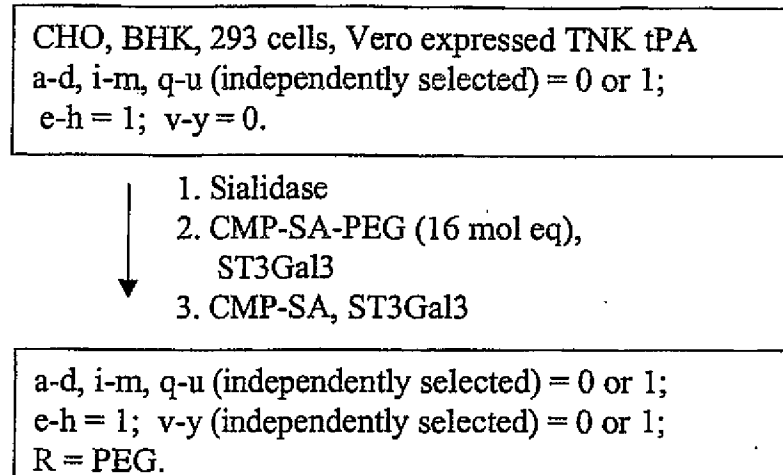 CHO, BHK, 293 cells, Vero expressed TNK tPA
a-d, i-m, q-u (independently selected) = 0 or 1;
e-h = 1; v-y = 0.
1. Sialidase
2. CMP-SA-PEG (16 mol eq),
ST3Gal3
3. CMP-SA, ST3Gal3
a-d, i-m, q-u (independently selected) = 0 or 1;
e-h = 1; v-y (independently selected) = 0 or 1;
R = PEG.